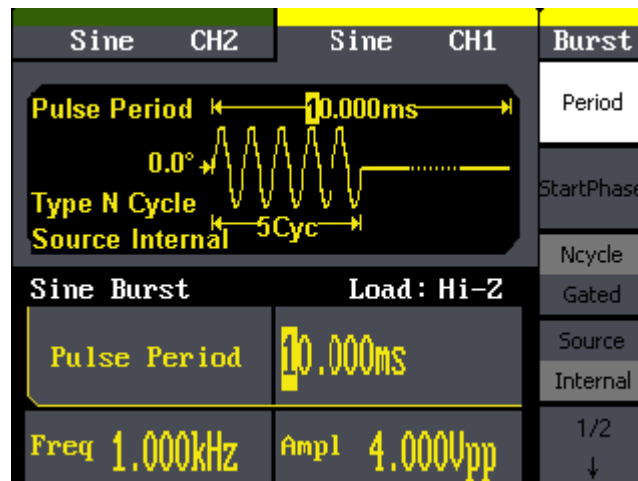 Sine CH2 Sine CH1 Burst
Pulse Period 10.000ms
0.0°
Type N Cycle
5Cyc
Source Internal
Period
StartPhase
Ncycle
Gated
Source
Internal
1/2
Sine Burst Load: Hi-Z
Pulse Period 10.000ms
Freq 1.000kHz Ampl 4.000Vpp